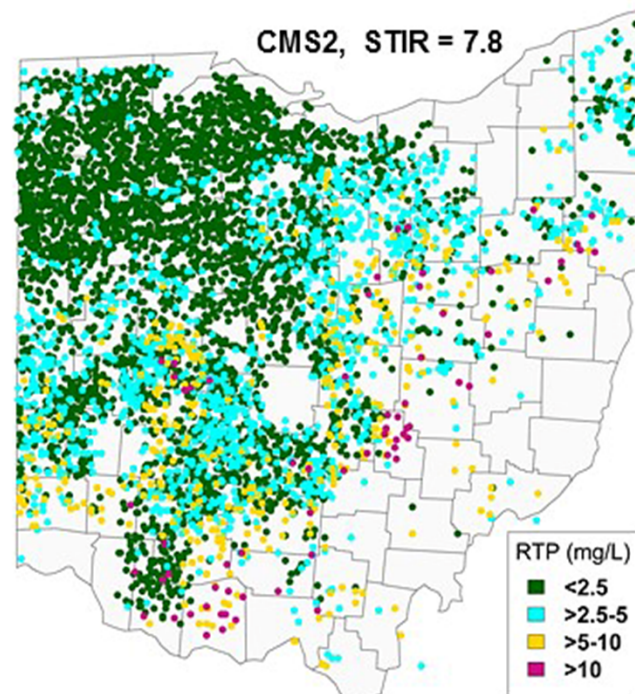 CMS2, STIR = 7.8
RTP (mg/L)
<2.5
>2.5-5
>5-10
>10